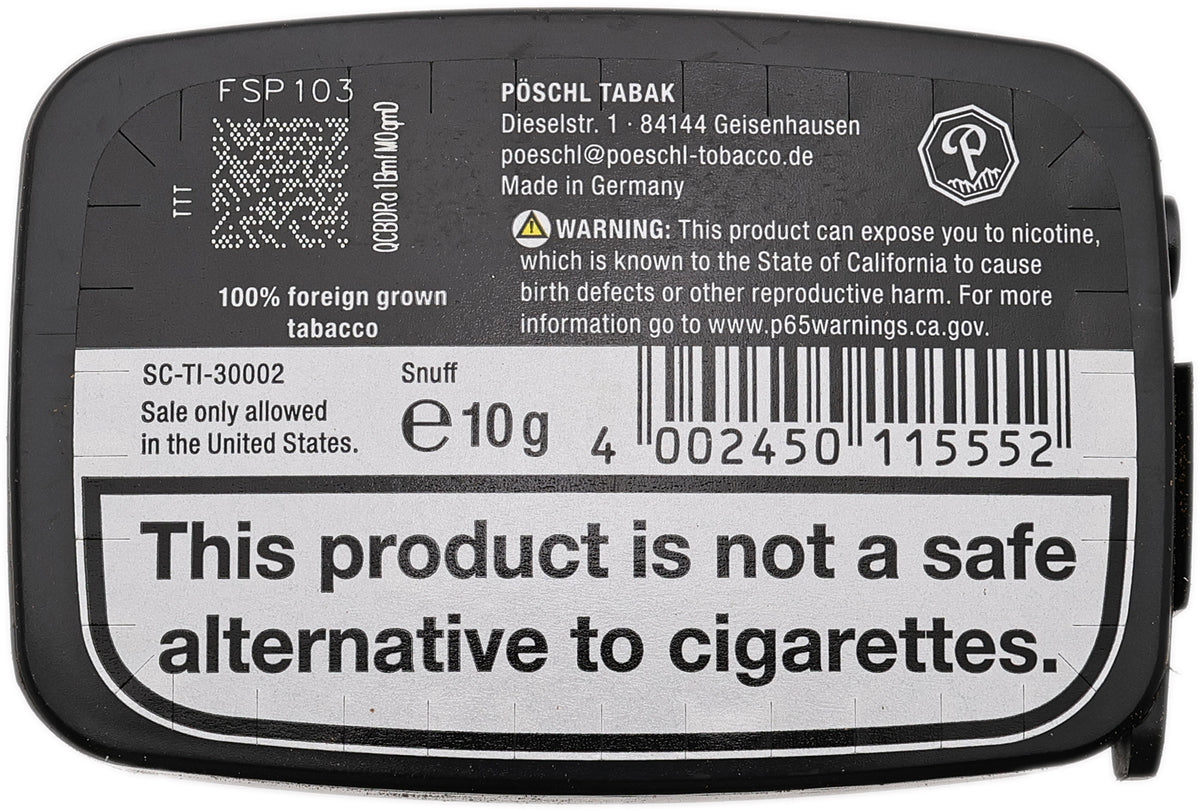 FSP103
TTT
QCBDRo1BmfM0qmD
100% foreign grown
tobacco
PÖSCHL TABAK
Dieselstr. 1 · 84144 Geisenhausen
poeschl@poeschl-tobacco.de
Made in Germany
P
WARNING: This product can expose you to nicotine,
which is known to the State of California to cause
birth defects or other reproductive harm. For more
information go to www.p65warnings.ca.gov.
SC-TI-30002
Sale only allowed
in the United States.
Snuff
℮ 10 g
4 002450 115552
This product is not a safe
alternative to cigarettes.